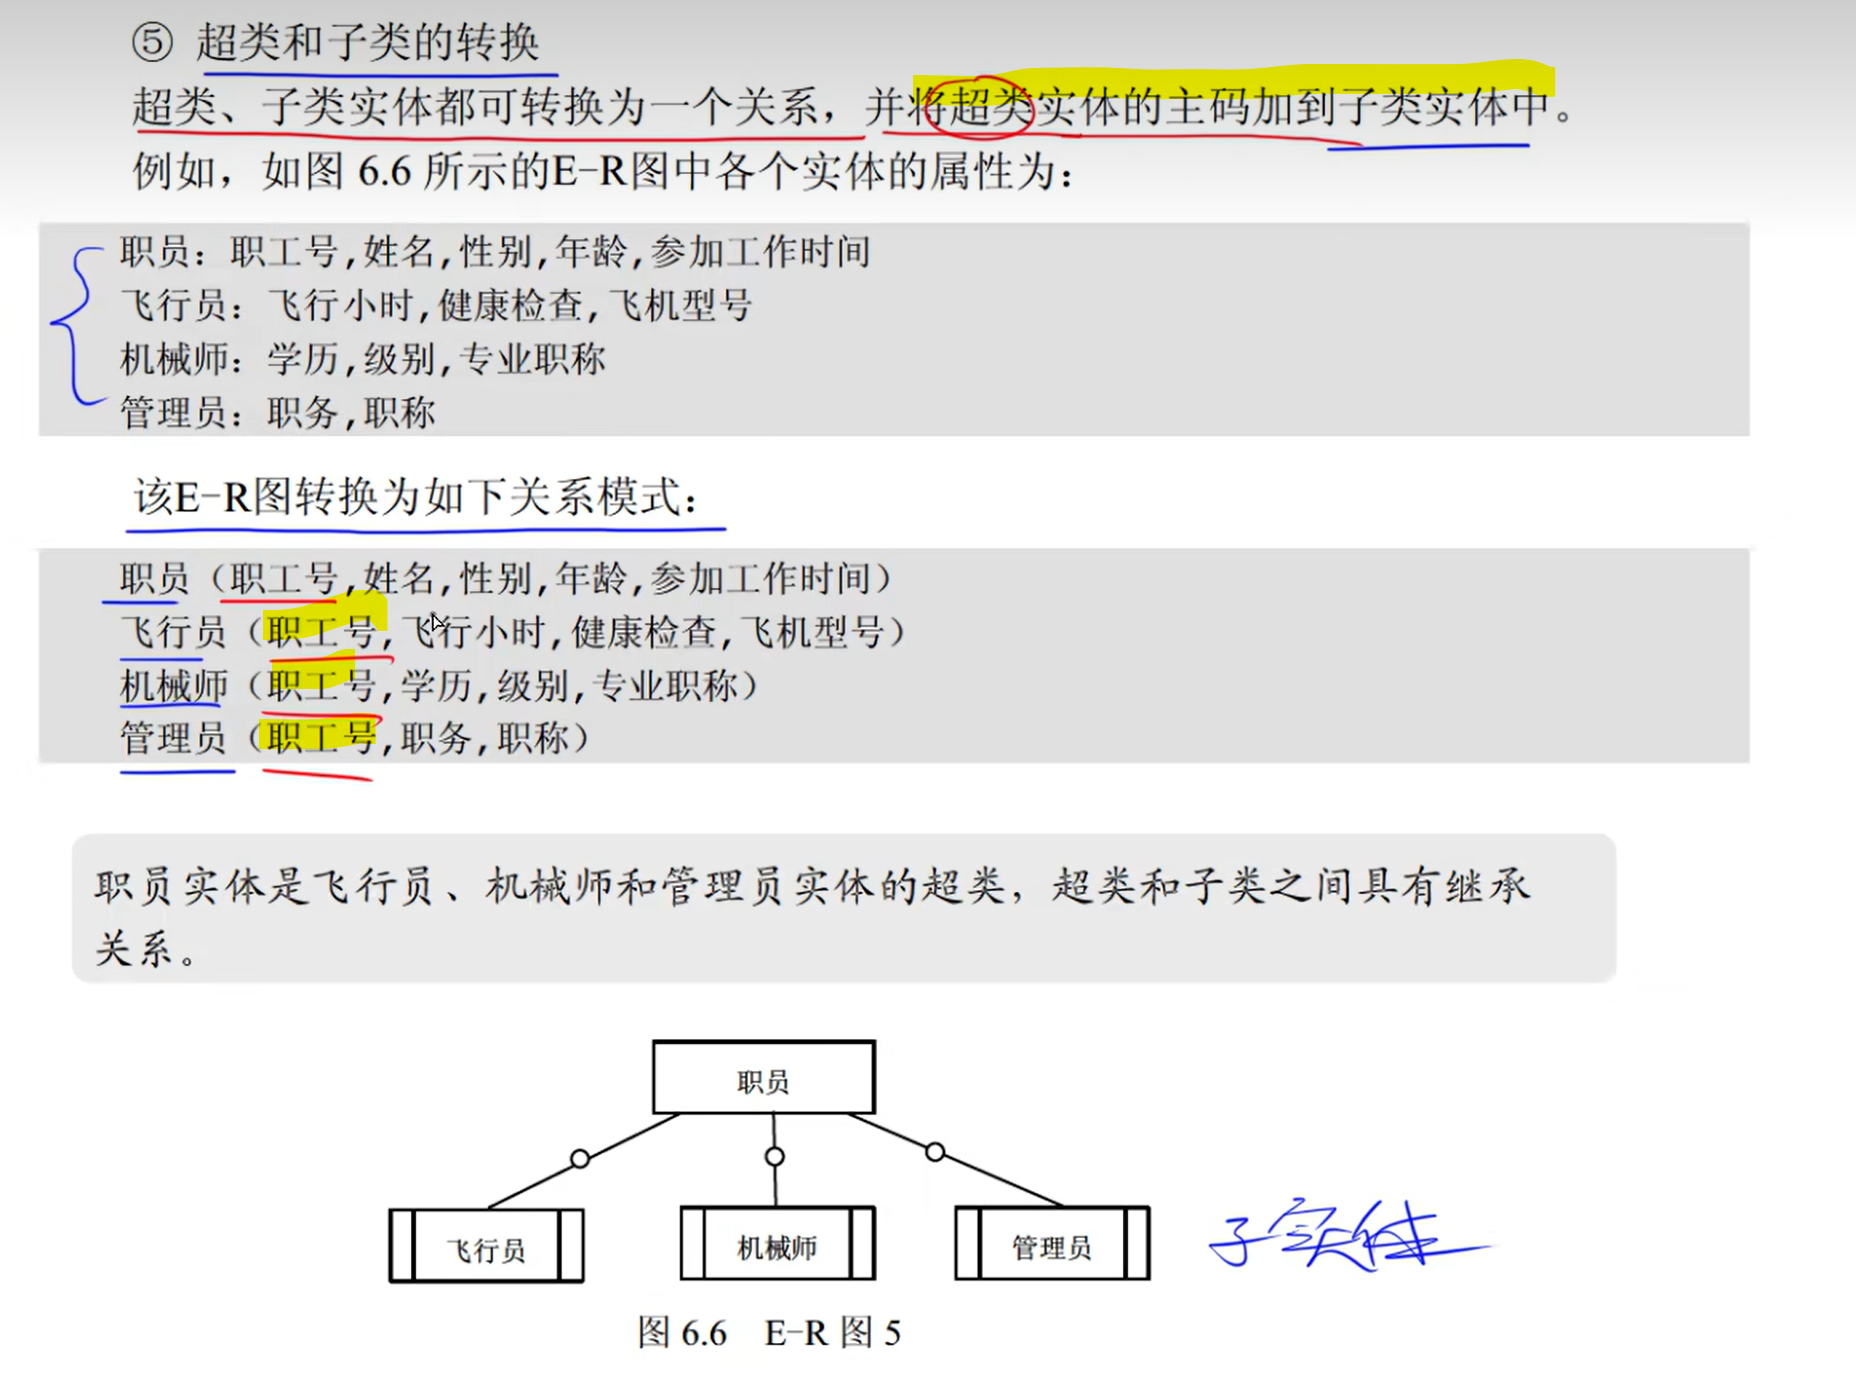 ⑤ 超类和子类的转换
超类、子类实体都可转换为一个关系，并将超类实体的主码加到子类实体中。
例如，如图 6.6 所示的E-R图中各个实体的属性为：
职员：职工号,姓名,性别,年龄,参加工作时间
飞行员：飞行小时,健康检查,飞机型号
机械师：学历,级别,专业职称
管理员：职务,职称
该E-R图转换为如下关系模式：
职员（职工号,姓名,性别,年龄,参加工作时间）
飞行员（职工号,飞行小时,健康检查,飞机型号）
机械师（职工号,学历,级别,专业职称）
管理员（职工号,职务,职称）
职员实体是飞行员、机械师和管理员实体的超类，超类和子类之间具有继承
关系。
职员
飞行员 机械师 管理员 子实体
图 6.6 E-R 图 5